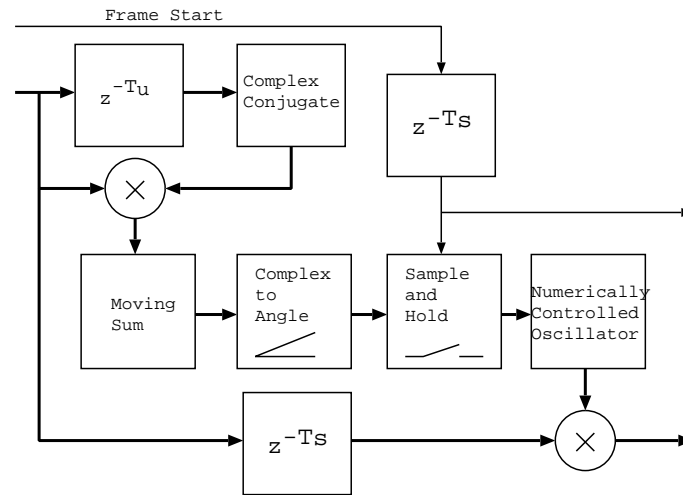 Frame Start
z-Tu
Complex
Conjugate
z-Ts
×
Moving
Sum
Complex
to
Angle
Sample
and
Hold
Numerically
Controlled
Oscillator
z-Ts
×